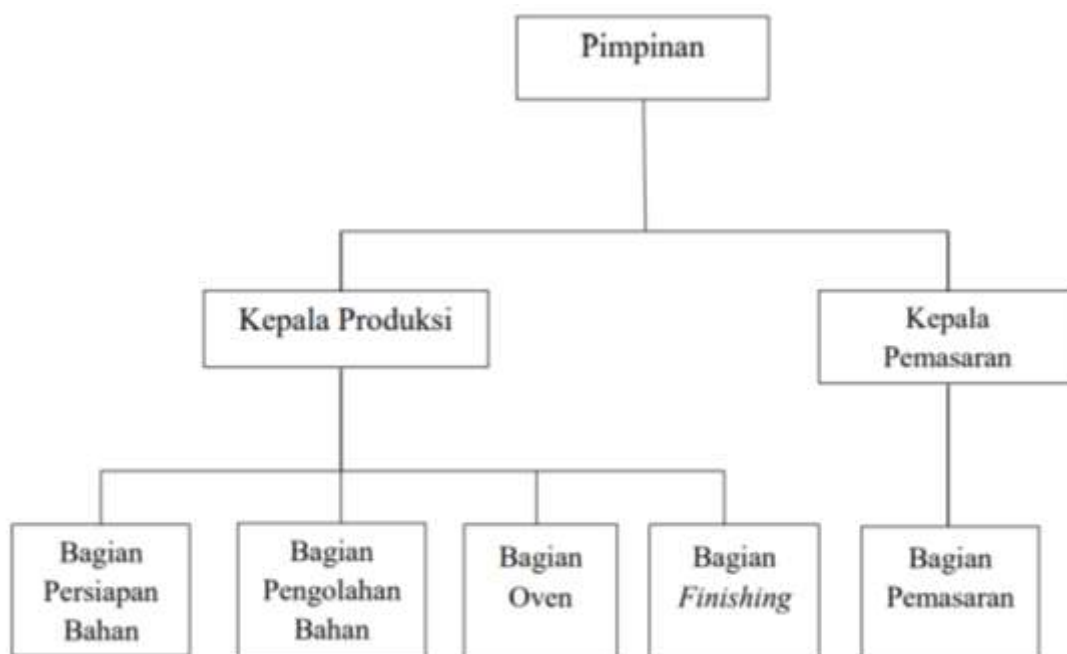 Pimpinan
Kepala Produksi
Kepala
Pemasaran
Bagian
Persiapan
Bahan
Bagian
Pengolahan
Bahan
Bagian
Oven
Bagian
Finishing
Bagian
Pemasaran